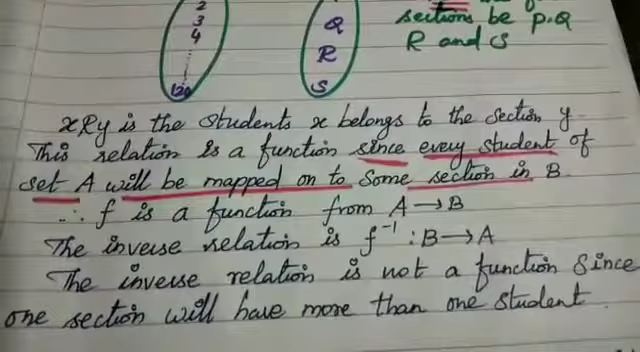 2
3
4
120
Q
R
S
sections be P,Q
R and S
xRy is the students x belongs to the section y
This relation is a function since every student of
set A will be mapped on to some section in B
∴ f is a function from A → B
The inverse relation is f⁻¹ : B → A
The inverse relation is not a function since
one section will have more than one student.